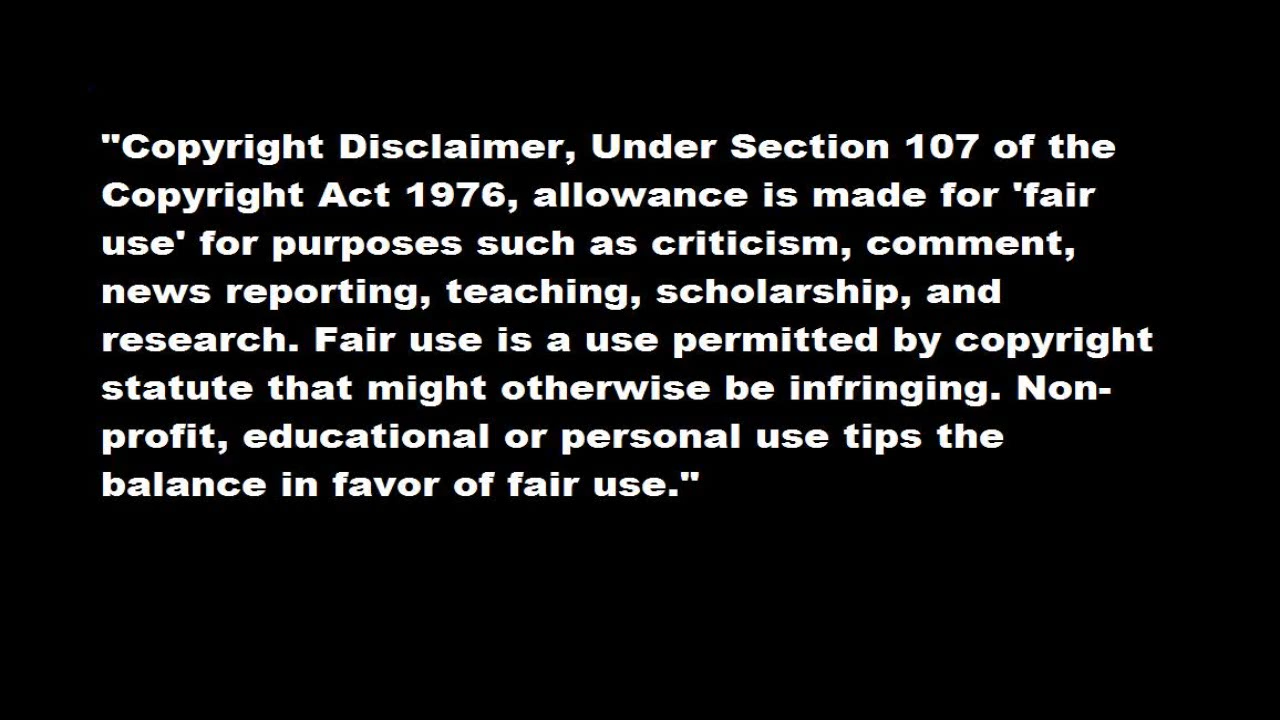 "Copyright Disclaimer, Under Section 107 of the
Copyright Act 1976, allowance is made for 'fair
use' for purposes such as criticism, comment,
news reporting, teaching, scholarship, and
research. Fair use is a use permitted by copyright
statute that might otherwise be infringing. Non-
profit, educational or personal use tips the
balance in favor of fair use."